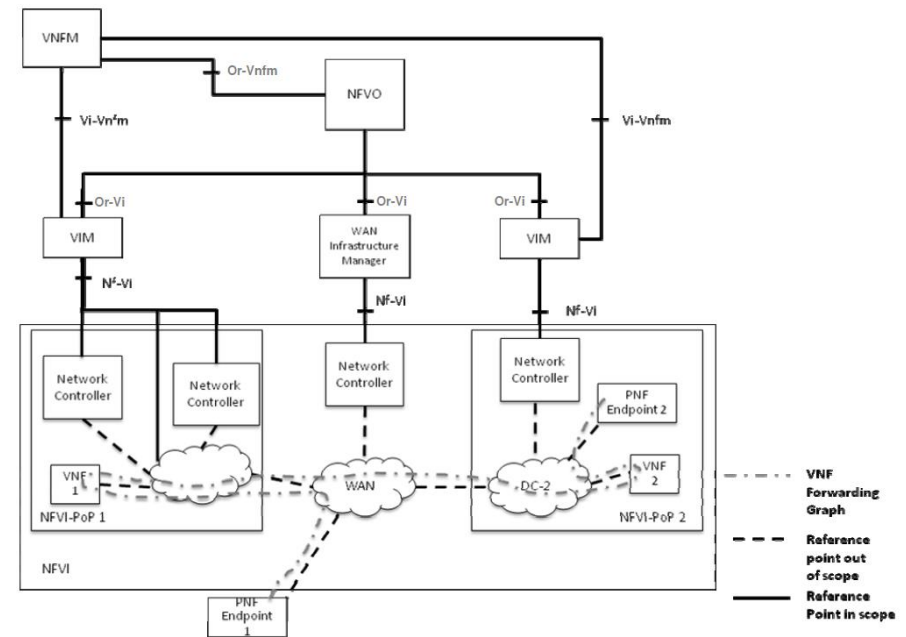 VNFM
Or-Vnfm
NFVO
Vi-Vnfm
Vi-Vnfm
Or-Vi
Or-Vi
Or-Vi
VIM
WAN
Infrastructure
Manager
VIM
Nf-Vi
Nf-Vi
Nf-Vi
Network
Controller
Network
Controller
Network
Controller
Network
Controller
PNF
Endpoint 2
VNF
1
WAN
DC-2
VNF
2
NFVI-PoP 1
NFVI-PoP 2
NFVI
PNF
Endpoint
1
VNF
Forwarding
Graph
Reference
point out
of scope
Reference
Point in scope